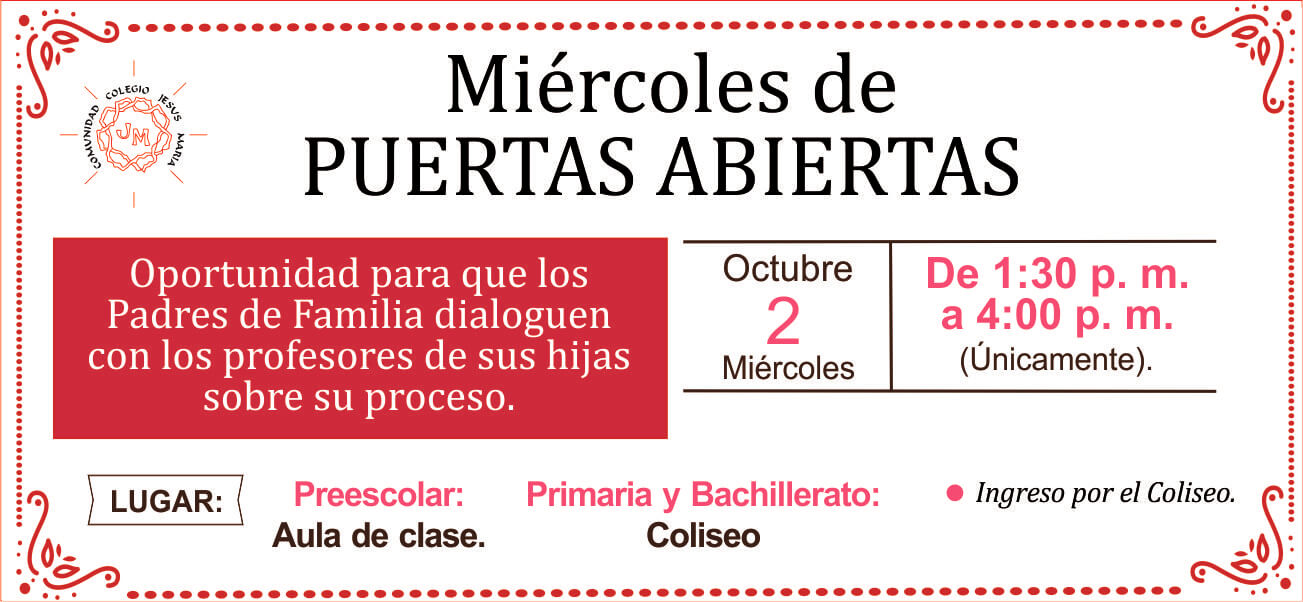 COMUNIDAD COLEGIO JESUS MARIA
JM
Miércoles de
PUERTAS ABIERTAS
Oportunidad para que los
Padres de Familia dialoguen
con los profesores de sus hijas
sobre su proceso.
Octubre
2
Miércoles
De 1:30 p. m.
a 4:00 p. m.
(Únicamente).
LUGAR:
Preescolar:
Aula de clase.
Primaria y Bachillerato:
Coliseo
Ingreso por el Coliseo.